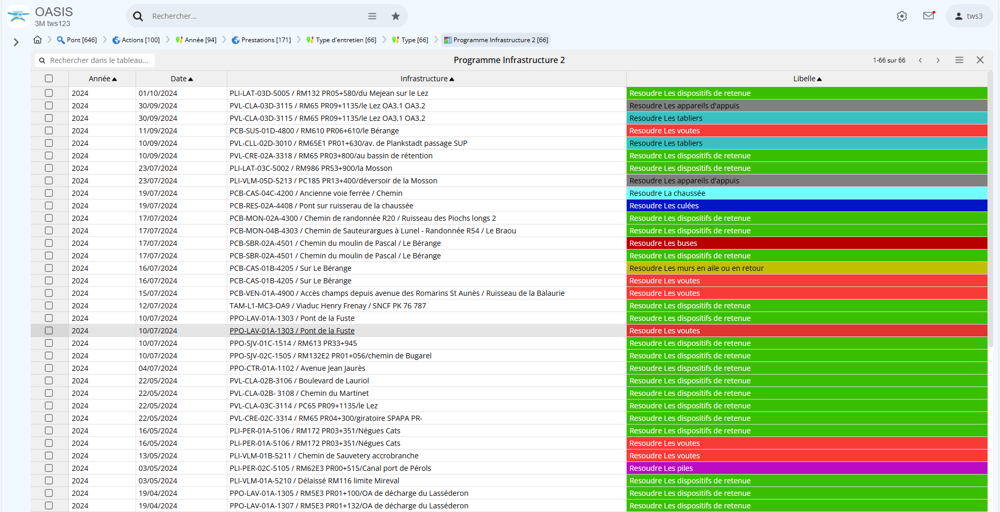 OASIS
3M tws123
Rechercher...
tws3
Pont [646] Actions [100] Année [94] Prestations [171] Type d'entretien [66] Type [66] Programme Infrastructure 2 [66]
Rechercher dans le tableau... Programme Infrastructure 2 1-66 sur 66
Année Date Infrastructure Libelle
2024 01/10/2024 PLI-LAT-03D-5005 / RM132 PR05+580/du Mejean sur le Lez Resoudre Les dispositifs de retenue
2024 30/09/2024 PVL-CLA-03D-3115 / RM65 PR09+1135/le Lez OA3.1 OA3.2 Resoudre Les appareils d'appuis
2024 30/09/2024 PVL-CLA-03D-3115 / RM65 PR09+1135/le Lez OA3.1 OA3.2 Resoudre Les tabliers
2024 11/09/2024 PCB-SUS-01D-4800 / RM610 PR06+610/le Bérange Resoudre Les voutes
2024 10/09/2024 PVL-CLL-02D-3010 / RM65E1 PR01+630/av. de Plankstadt passage SUP Resoudre Les tabliers
2024 10/09/2024 PVL-CRE-02A-3318 / RM65 PR03+800/au bassin de rétention Resoudre Les dispositifs de retenue
2024 23/07/2024 PLI-LAT-03C-5002 / RM986 PR53+900/la Mosson Resoudre Les dispositifs de retenue
2024 23/07/2024 PLI-VLM-05D-5213 / PC185 PR13+400/déversoir de la Mosson Resoudre Les appareils d'appuis
2024 19/07/2024 PCB-CAS-04C-4200 / Ancienne voie ferrée / Chemin Resoudre La chaussée
2024 19/07/2024 PCB-RES-02A-4408 / Pont sur ruisserau de la chaussée Resoudre Les culées
2024 17/07/2024 PCB-MON-02A-4300 / Chemin de randonnée R20 / Ruisseau des Piochs longs 2 Resoudre Les dispositifs de retenue
2024 17/07/2024 PCB-MON-04B-4303 / Chemin de Sauteurargues à Lunel - Randonnée R54 / Le Braou Resoudre Les dispositifs de retenue
2024 17/07/2024 PCB-SBR-02A-4501 / Chemin du moulin de Pascal / Le Bérange Resoudre Les buses
2024 17/07/2024 PCB-SBR-02A-4501 / Chemin du moulin de Pascal / Le Bérange Resoudre Les dispositifs de retenue
2024 16/07/2024 PCB-CAS-01B-4205 / Sur Le Bérange Resoudre Les murs en aile ou en retour
2024 16/07/2024 PCB-CAS-01B-4205 / Sur Le Bérange Resoudre Les voutes
2024 15/07/2024 PCB-VEN-01A-4900 / Accès champs depuis avenue des Romarins St Aunès / Ruisseau de la Balaurie Resoudre Les voutes
2024 12/07/2024 TAM-L1-MC3-OA9 / Viaduc Henry Frenay / SNCF PK 76 787 Resoudre Les dispositifs de retenue
2024 10/07/2024 PPO-LAV-01A-1303 / Pont de la Fuste Resoudre Les dispositifs de retenue
2024 10/07/2024 PPO-LAV-01A-1303 / Pont de la Fuste Resoudre Les voutes
2024 10/07/2024 PPO-SJV-01C-1514 / RM613 PR33+945 Resoudre Les dispositifs de retenue
2024 10/07/2024 PPO-SJV-02C-1505 / RM132E2 PR01+056/chemin de Bugarel Resoudre Les dispositifs de retenue
2024 04/07/2024 PPO-CTR-01A-1102 / Avenue Jean Jaurès Resoudre Les dispositifs de retenue
2024 22/05/2024 PVL-CLA-02B-3106 / Boulevard de Lauriol Resoudre Les dispositifs de retenue
2024 22/05/2024 PVL-CLA-02B- 3108 / Chemin du Martinet Resoudre Les dispositifs de retenue
2024 22/05/2024 PVL-CLA-03C-3114 / PC65 PR09+1135/le Lez Resoudre Les dispositifs de retenue
2024 22/05/2024 PVL-CRE-02C-3314 / RM65 PR04+300/giratoire SPAPA PR- Resoudre Les dispositifs de retenue
2024 16/05/2024 PLI-PER-01A-5106 / RM172 PR03+351/Négues Cats Resoudre Les dispositifs de retenue
2024 16/05/2024 PLI-PER-01A-5106 / RM172 PR03+351/Négues Cats Resoudre Les voutes
2024 13/05/2024 PLI-VLM-01B-5211 / Chemin de Sauvetery accrobranche Resoudre Les voutes
2024 03/05/2024 PLI-PER-02C-5105 / RM62E3 PR00+515/Canal port de Pérols Resoudre Les piles
2024 03/05/2024 PLI-VLM-01A-5210 / Délaissé RM116 limite Mireval Resoudre Les dispositifs de retenue
2024 19/04/2024 PPO-LAV-01A-1305 / RM5E3 PR01+100/OA de décharge du Lasséderon Resoudre Les dispositifs de retenue
2024 19/04/2024 PPO-LAV-01A-1307 / RM5E3 PR01+132/OA de décharge du Lasséderon Resoudre Les dispositifs de retenue